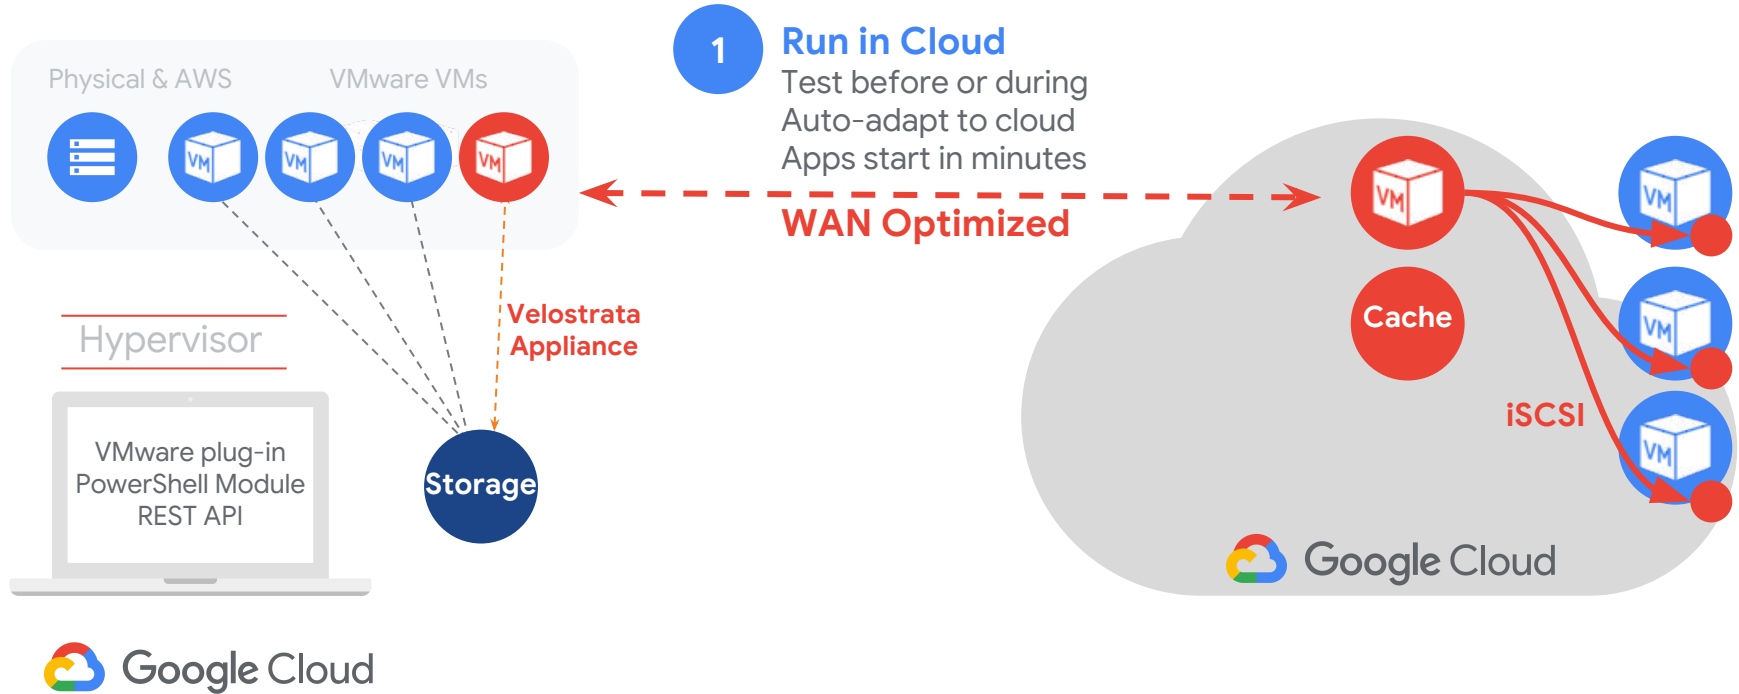 Physical & AWS
VMware VMs
VM
VM
VM
VM
Hypervisor
VMware plug-in
PowerShell Module
REST API
Velostrata
Appliance
Storage
1
Run in Cloud
Test before or during
Auto-adapt to cloud
Apps start in minutes
WAN Optimized
VM
Cache
iSCSI
VM
VM
VM
Google Cloud
Google Cloud